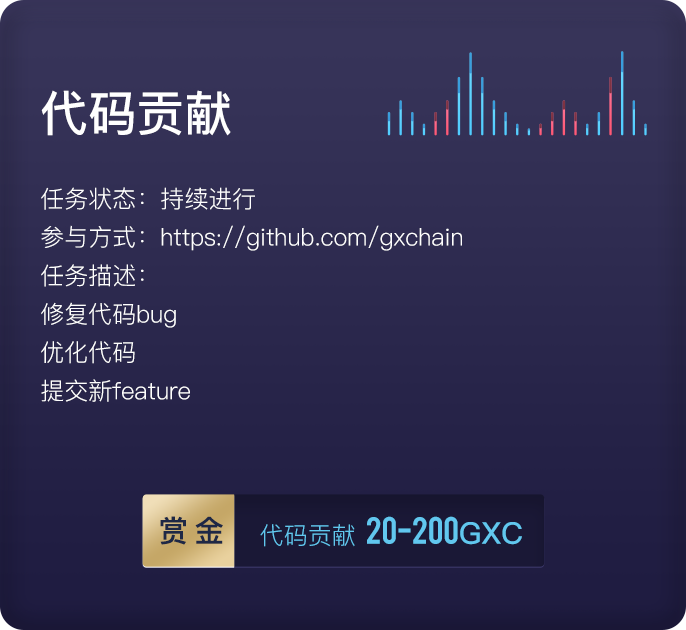 代码贡献
任务状态：持续进行
参与方式：https://github.com/gxchain
任务描述：
修复代码bug
优化代码
提交新feature
赏金 代码贡献 20-200GXC